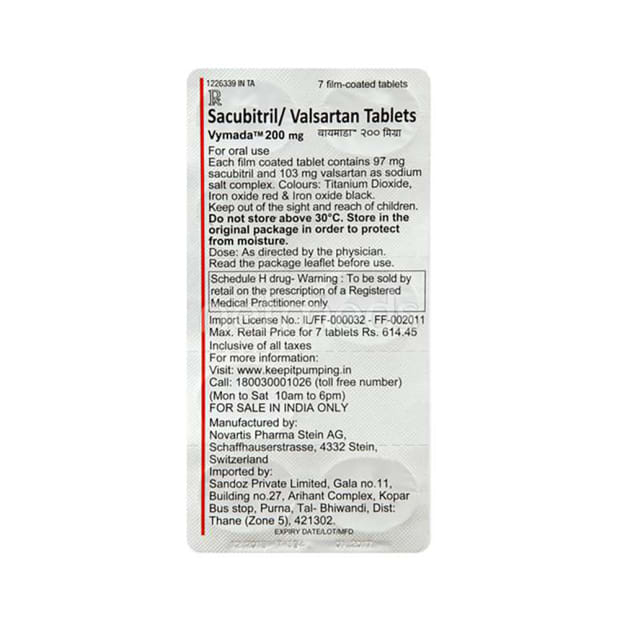 1226339 IN TA 7 film-coated tablets
Rx
Sacubitril/ Valsartan Tablets
Vymada™ 200 mg वायमाडा™ २०० मिग्रा
For oral use
Each film coated tablet contains 97 mg
sacubitril and 103 mg valsartan as sodium
salt complex. Colours: Titanium Dioxide,
Iron oxide red & Iron oxide black.
Keep out of the sight and reach of children.
Do not store above 30°C. Store in the
original package in order to protect
from moisture.
Dose: As directed by the physician.
Read the package leaflet before use.
Schedule H drug- Warning : To be sold by
retail on the prescription of a Registered
Medical Practitioner only
Import License No.: IL/FF-000032 - FF-002011
Max. Retail Price for 7 tablets Rs. 614.45
Inclusive of all taxes
For more information:
Visit: www.keepitpumping.in
Call: 180030001026 (toll free number)
(Mon to Sat 10am to 6pm)
FOR SALE IN INDIA ONLY
Manufactured by:
Novartis Pharma Stein AG,
Schaffhauserstrasse, 4332 Stein,
Switzerland
Imported by:
Sandoz Private Limited, Gala no.11,
Building no.27, Arihant Complex, Kopar
Bus stop, Purna, Tal- Bhiwandi, Dist:
Thane (Zone 5), 421302.
EXPIRY DATE/LOT/MFD